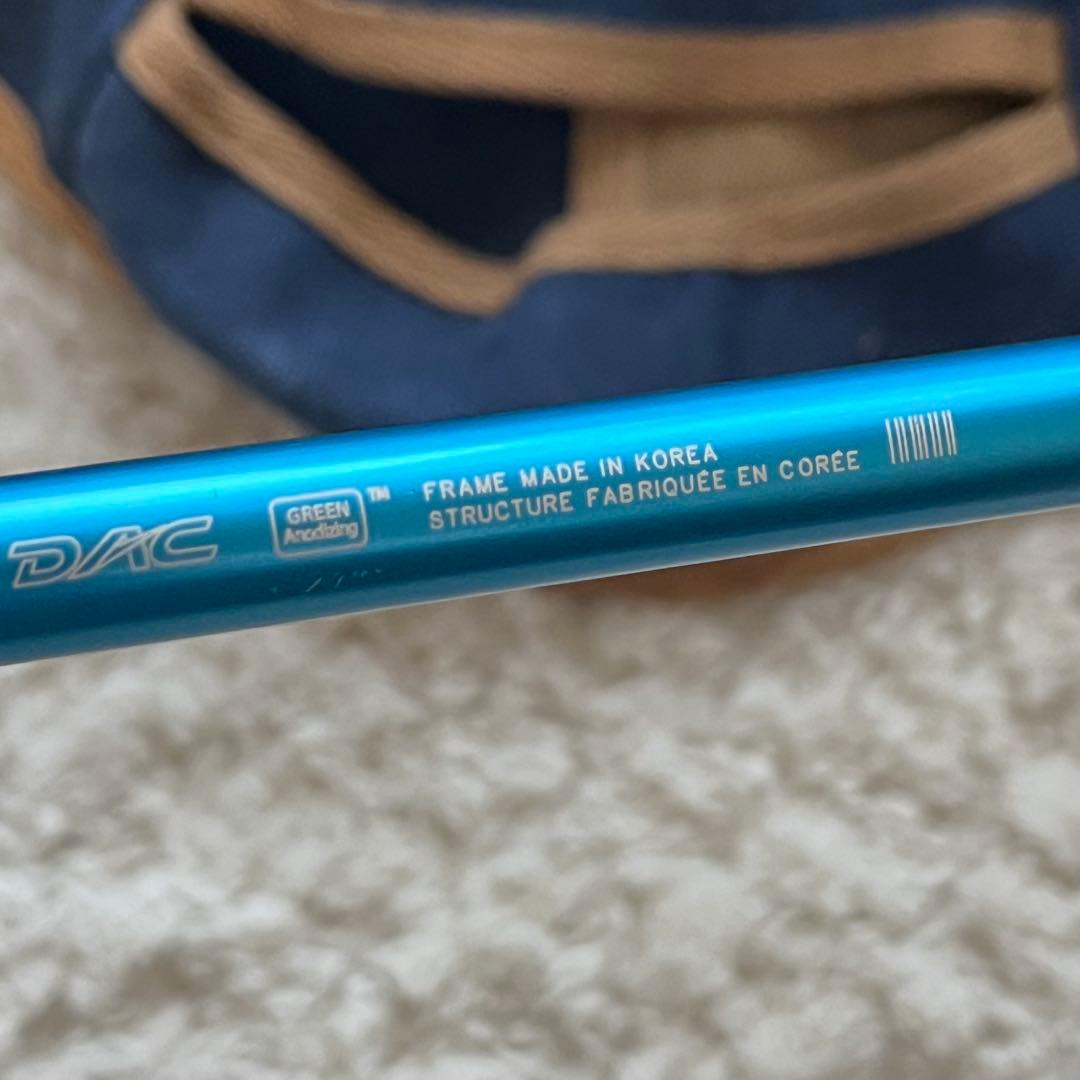 DAC
GREEN
Anodizing
™
FRAME MADE IN KOREA
STRUCTURE FABRIQUÉE EN CORÉE